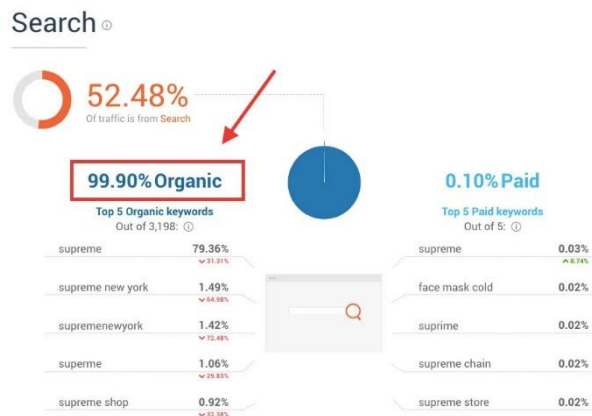 Search
52.48%
Of traffic is from Search
99.90% Organic
Top 5 Organic keywords
Out of 3,198:
supreme 79.36%
31.31%
supreme new york 1.49%
64.98%
supremenewyork 1.42%
72.48%
superme 1.06%
29.83%
supreme shop 0.92%
32.38%
0.10% Paid
Top 5 Paid keywords
Out of 5:
supreme 0.03%
8.74%
face mask cold 0.02%
suprime 0.02%
supreme chain 0.02%
supreme store 0.02%